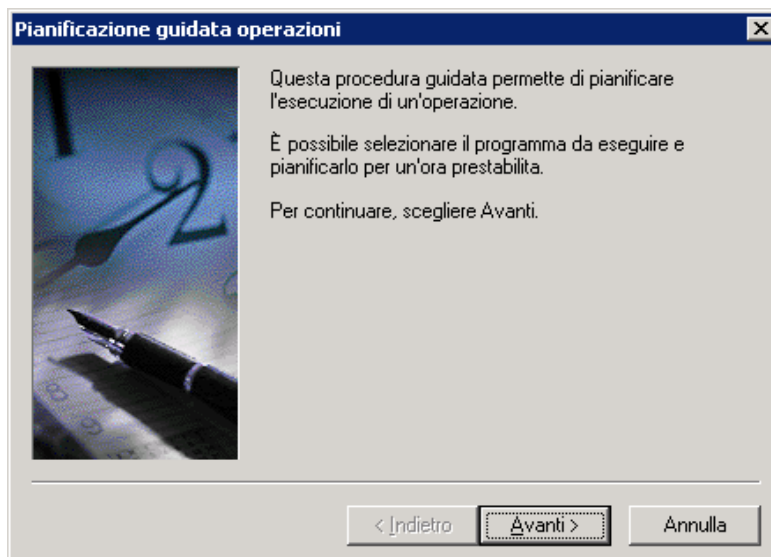 Pianificazione guidata operazioni
Questa procedura guidata permette di pianificare
l'esecuzione di un'operazione.
È possibile selezionare il programma da eseguire e
pianificarlo per un'ora prestabilita.
Per continuare, scegliere Avanti.
2
< Indietro
Avanti >
Annulla